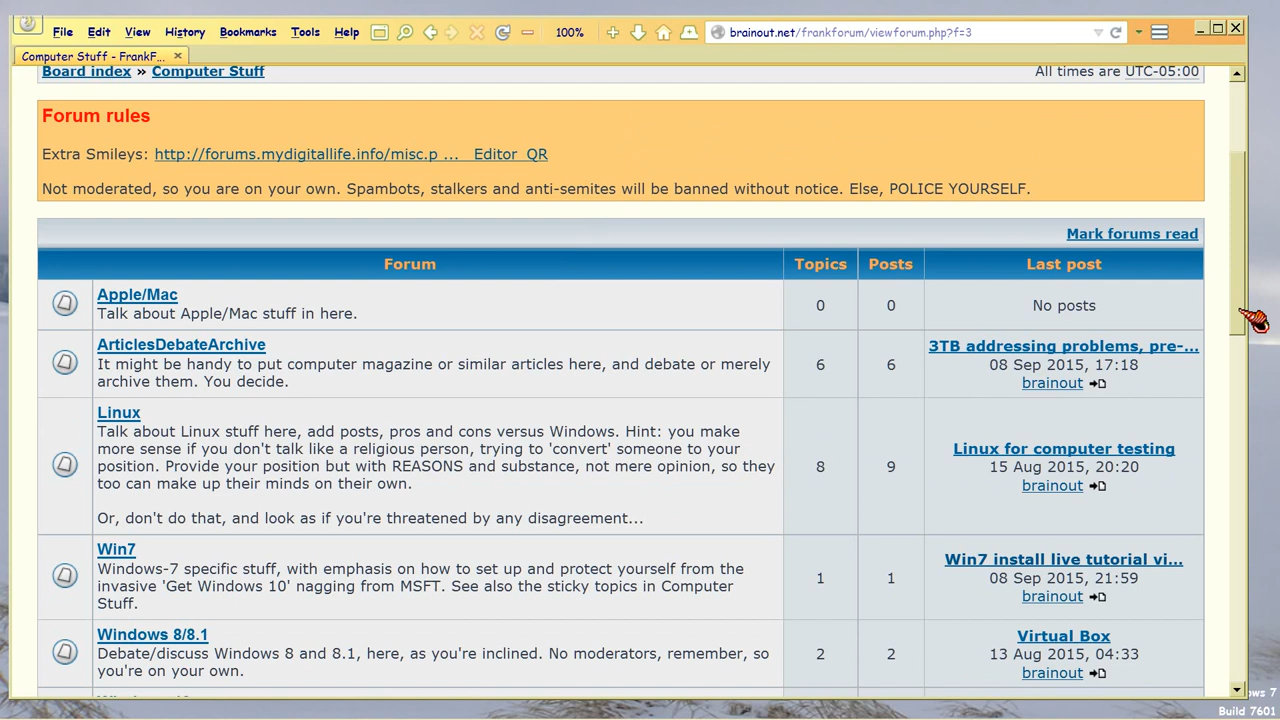 File Edit View History Bookmarks Tools Help 100% brainout.net/frankforum/viewforum.php?f=3
Computer Stuff - FrankF... ×
Board index » Computer Stuff All times are UTC-05:00
Forum rules
Extra Smileys: http://forums.mydigitallife.info/misc.p ... _Editor_QR
Not moderated, so you are on your own. Spambots, stalkers and anti-semites will be banned without notice. Else, POLICE YOURSELF.
Mark forums read
Forum Topics Posts Last post
Apple/Mac
Talk about Apple/Mac stuff in here.
0 0 No posts
ArticlesDebateArchive
It might be handy to put computer magazine or similar articles here, and debate or merely
archive them. You decide.
6 6
3TB addressing problems, pre-...
08 Sep 2015, 17:18
brainout
Linux
Talk about Linux stuff here, add posts, pros and cons versus Windows. Hint: you make
more sense if you don't talk like a religious person, trying to 'convert' someone to your
position. Provide your position but with REASONS and substance, not mere opinion, so they
too can make up their minds on their own.
Or, don't do that, and look as if you're threatened by any disagreement...
8 9
Linux for computer testing
15 Aug 2015, 20:20
brainout
Win7
Windows-7 specific stuff, with emphasis on how to set up and protect yourself from the
invasive 'Get Windows 10' nagging from MSFT. See also the sticky topics in Computer
Stuff.
1 1
Win7 install live tutorial vi...
08 Sep 2015, 21:59
brainout
Windows 8/8.1
Debate/discuss Windows 8 and 8.1, here, as you're inclined. No moderators, remember, so
you're on your own.
2 2
Virtual Box
13 Aug 2015, 04:33
brainout
ows 7
Build 7601